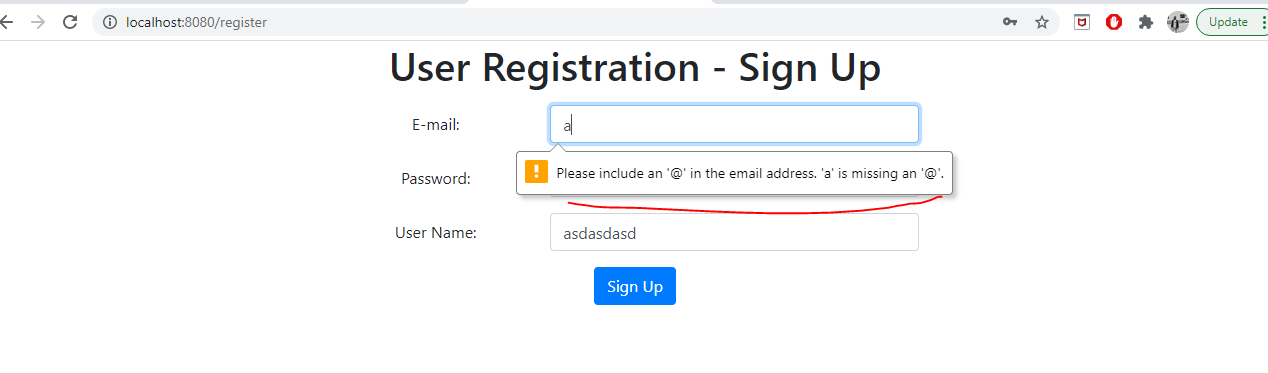 localhost:8080/register
Update
User Registration - Sign Up
E-mail:
a
Please include an '@' in the email address. 'a' is missing an '@'.
Password:
User Name:
asdasdasd
Sign Up